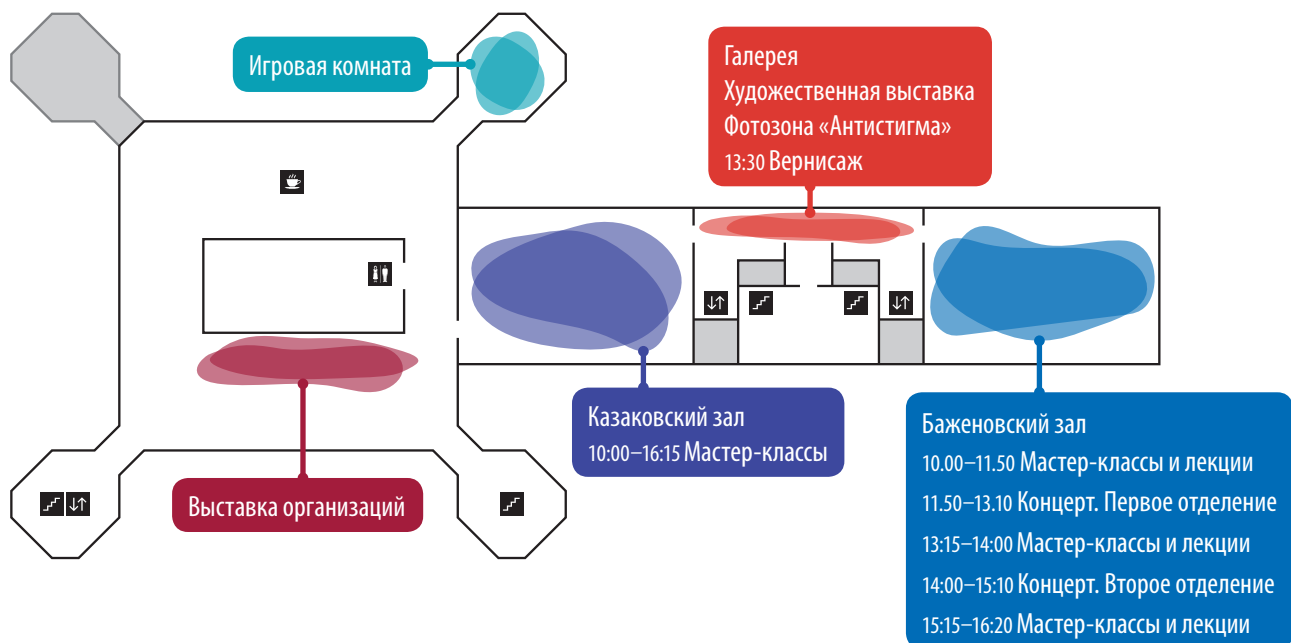 Игровая комната
Галерея
Художественная выставка
Фотозона «Антистигма»
13:30 Вернисаж
Казаковский зал
10:00–16:15 Мастер-классы
Выставка организаций
Баженовский зал
10.00–11.50 Мастер-классы и лекции
11.50–13.10 Концерт. Первое отделение
13:15–14:00 Мастер-классы и лекции
14:00–15:10 Концерт. Второе отделение
15:15–16:20 Мастер-классы и лекции